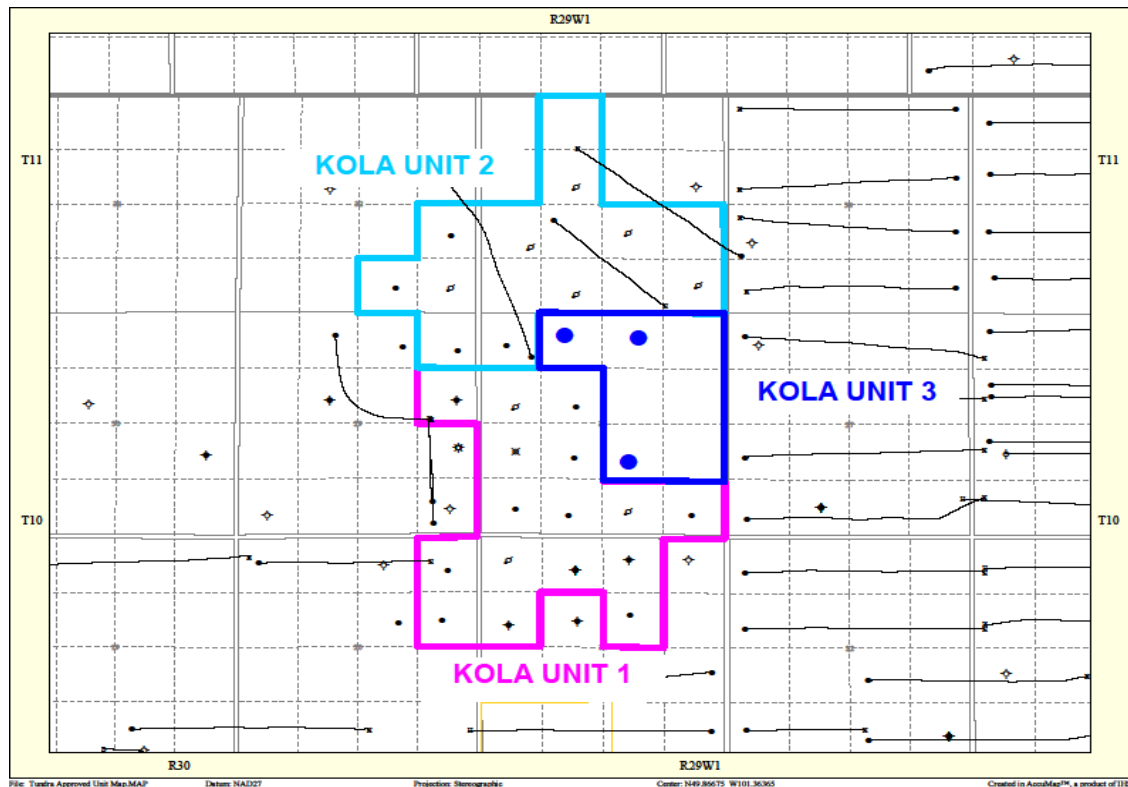 R29W1
T11
T11
KOLA UNIT 2
KOLA UNIT 3
T10
T10
KOLA UNIT 1
R30
R29W1
File: Tundra Approved Unit Map.MAP Datum: NAD27 Projection: Stereographic Center: N49.86675 W101.36365 Created in AccuMap™, a product of IHS